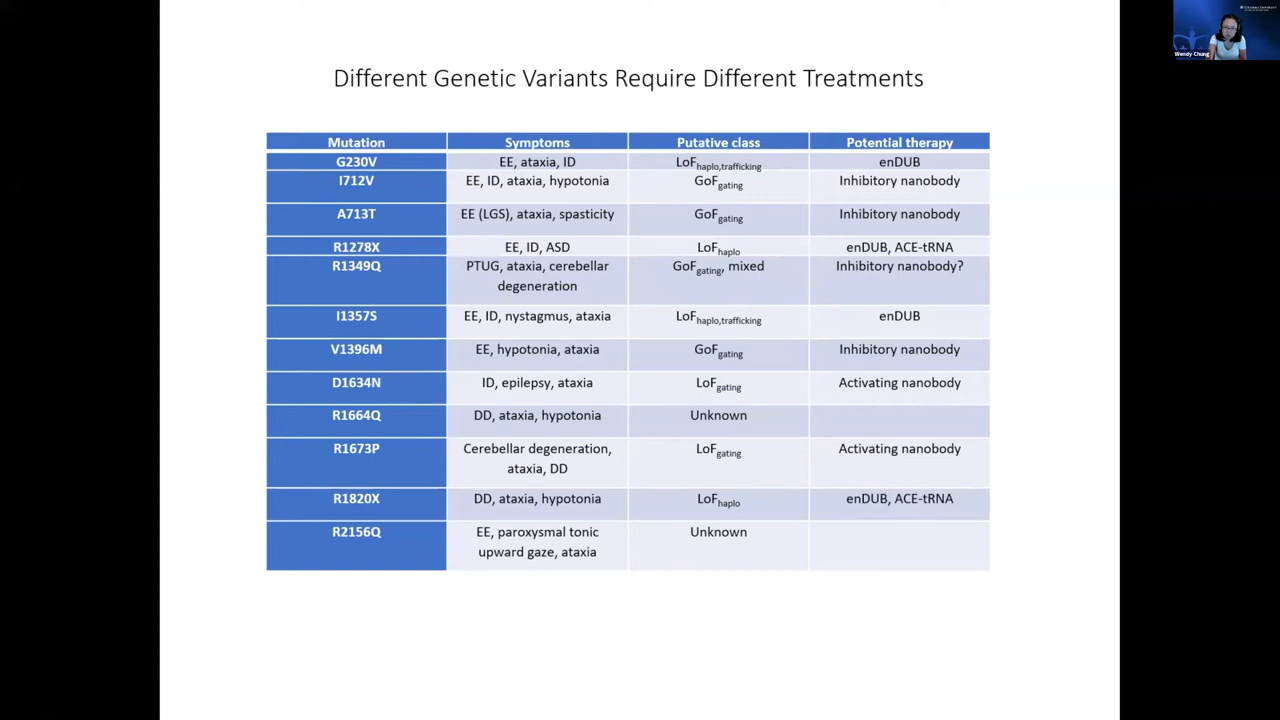 COLUMBIA UNIVERSITY
Wendy Chung
Different Genetic Variants Require Different Treatments
Mutation Symptoms Putative class Potential therapy
G230V EE, ataxia, ID LoFhaplo,trafficking enDUB
I712V EE, ID, ataxia, hypotonia GoFgating Inhibitory nanobody
A713T EE (LGS), ataxia, spasticity GoFgating Inhibitory nanobody
R1278X EE, ID, ASD LoFhaplo enDUB, ACE-tRNA
R1349Q PTUG, ataxia, cerebellar GoFgating, mixed Inhibitory nanobody?
degeneration
I1357S EE, ID, nystagmus, ataxia LoFhaplo,trafficking enDUB
V1396M EE, hypotonia, ataxia GoFgating Inhibitory nanobody
D1634N ID, epilepsy, ataxia LoFgating Activating nanobody
R1664Q DD, ataxia, hypotonia Unknown
R1673P Cerebellar degeneration, LoFgating Activating nanobody
ataxia, DD
R1820X DD, ataxia, hypotonia LoFhaplo enDUB, ACE-tRNA
R2156Q EE, paroxysmal tonic Unknown
upward gaze, ataxia